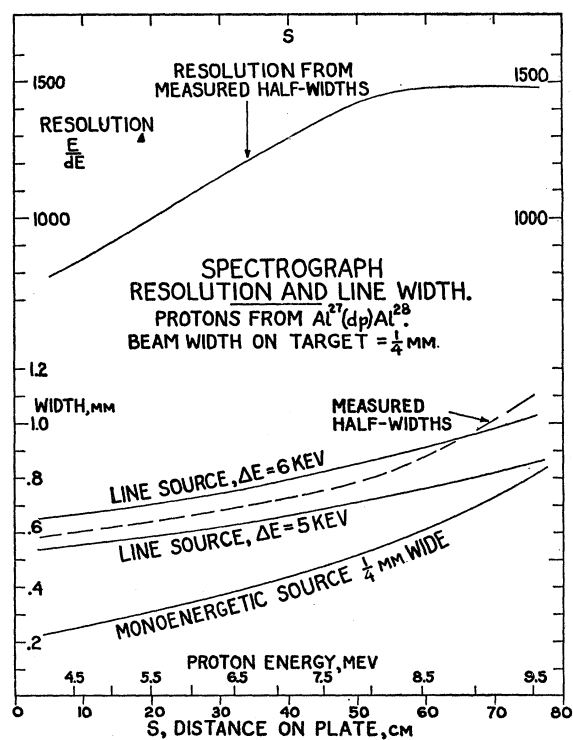 S
1500
1500
RESOLUTION FROM
MEASURED HALF-WIDTHS
RESOLUTION
E
dE
1000
1000
SPECTROGRAPH
RESOLUTION AND LINE WIDTH.
PROTONS FROM Al²⁷(dp)Al²⁸.
BEAM WIDTH ON TARGET = ¼ MM.
1.2
WIDTH, MM
1.0
MEASURED
HALF-WIDTHS
.8
LINE SOURCE, ΔE = 6 KEV
.6
LINE SOURCE, ΔE = 5 KEV
.4
MONOENERGETIC SOURCE ¼ MM WIDE
.2
PROTON ENERGY, MEV
4.5 5.5 6.5 7.5 8.5 9.5
0 10 20 30 40 50 60 70 80
S, DISTANCE ON PLATE, CM